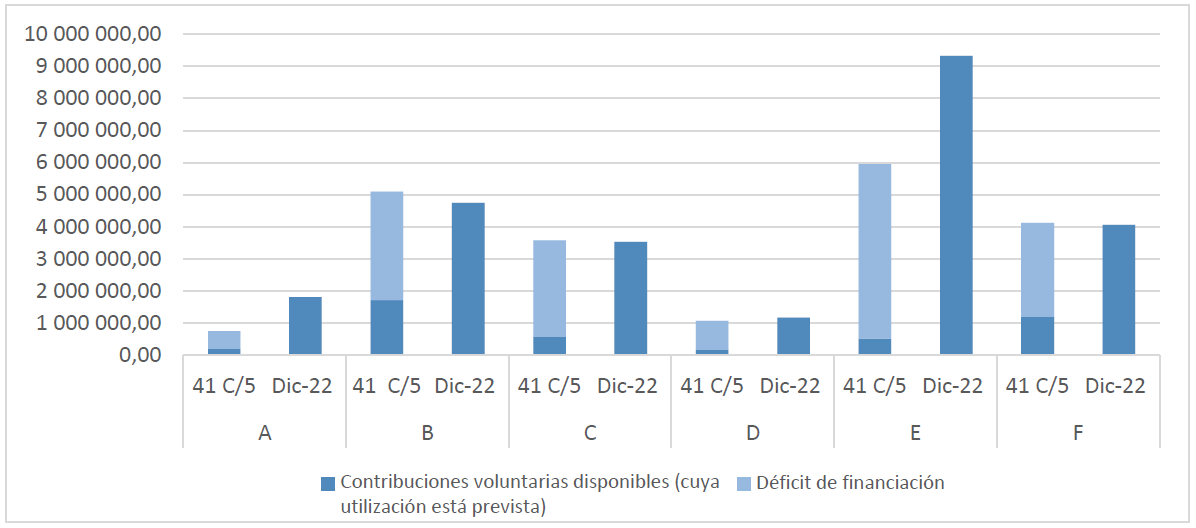 10 000 000,00
9 000 000,00
8 000 000,00
7 000 000,00
6 000 000,00
5 000 000,00
4 000 000,00
3 000 000,00
2 000 000,00
1 000 000,00
0,00
41 C/5 Dic-22 41 C/5 Dic-22 41 C/5 Dic-22 41 C/5 Dic-22 41 C/5 Dic-22 41 C/5 Dic-22
A B C D E F
Contribuciones voluntarias disponibles (cuya
utilización está prevista)
Déficit de financiación